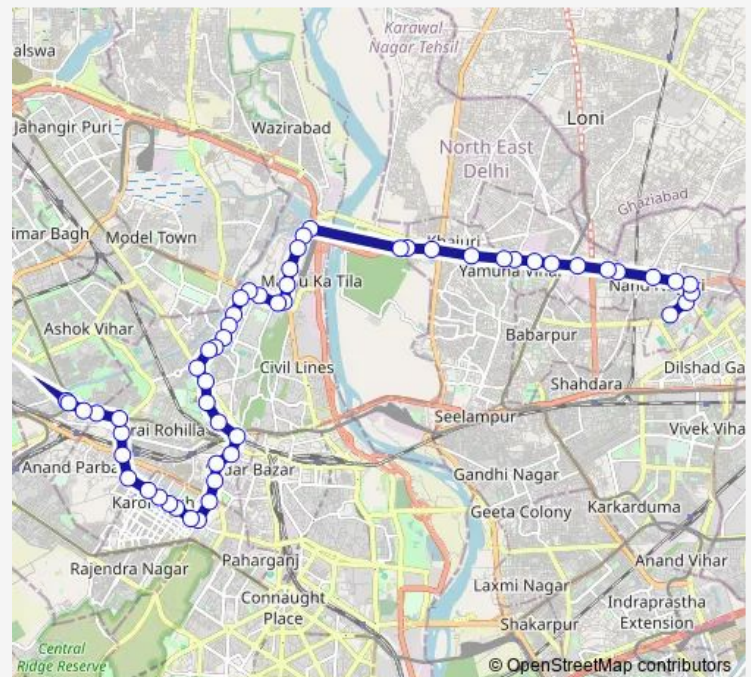 alswa
Karawal
Nagar Tehsil
Loni
Jahangir Puri
Wazirabad
North East
Delhi
Ghaziabad
imar Bagh
Model Town
Khajuri
Yamuna Vihar
Ashok Vihar
Babarpur
Civil Lines
Shahdara
Dilshad Ga
Seelampur
Vivek Viha
Anand Parba
Gandhi Nagar
Geeta Colony
Karkarduma
Rajendra Nagar
Paharganj
Anand Vihar
Connaught
Place
Laxmi Nagar
Indraprastha
Extension
Shakarpur
Central
Ridge Reserve
© OpenStreetMap contributors